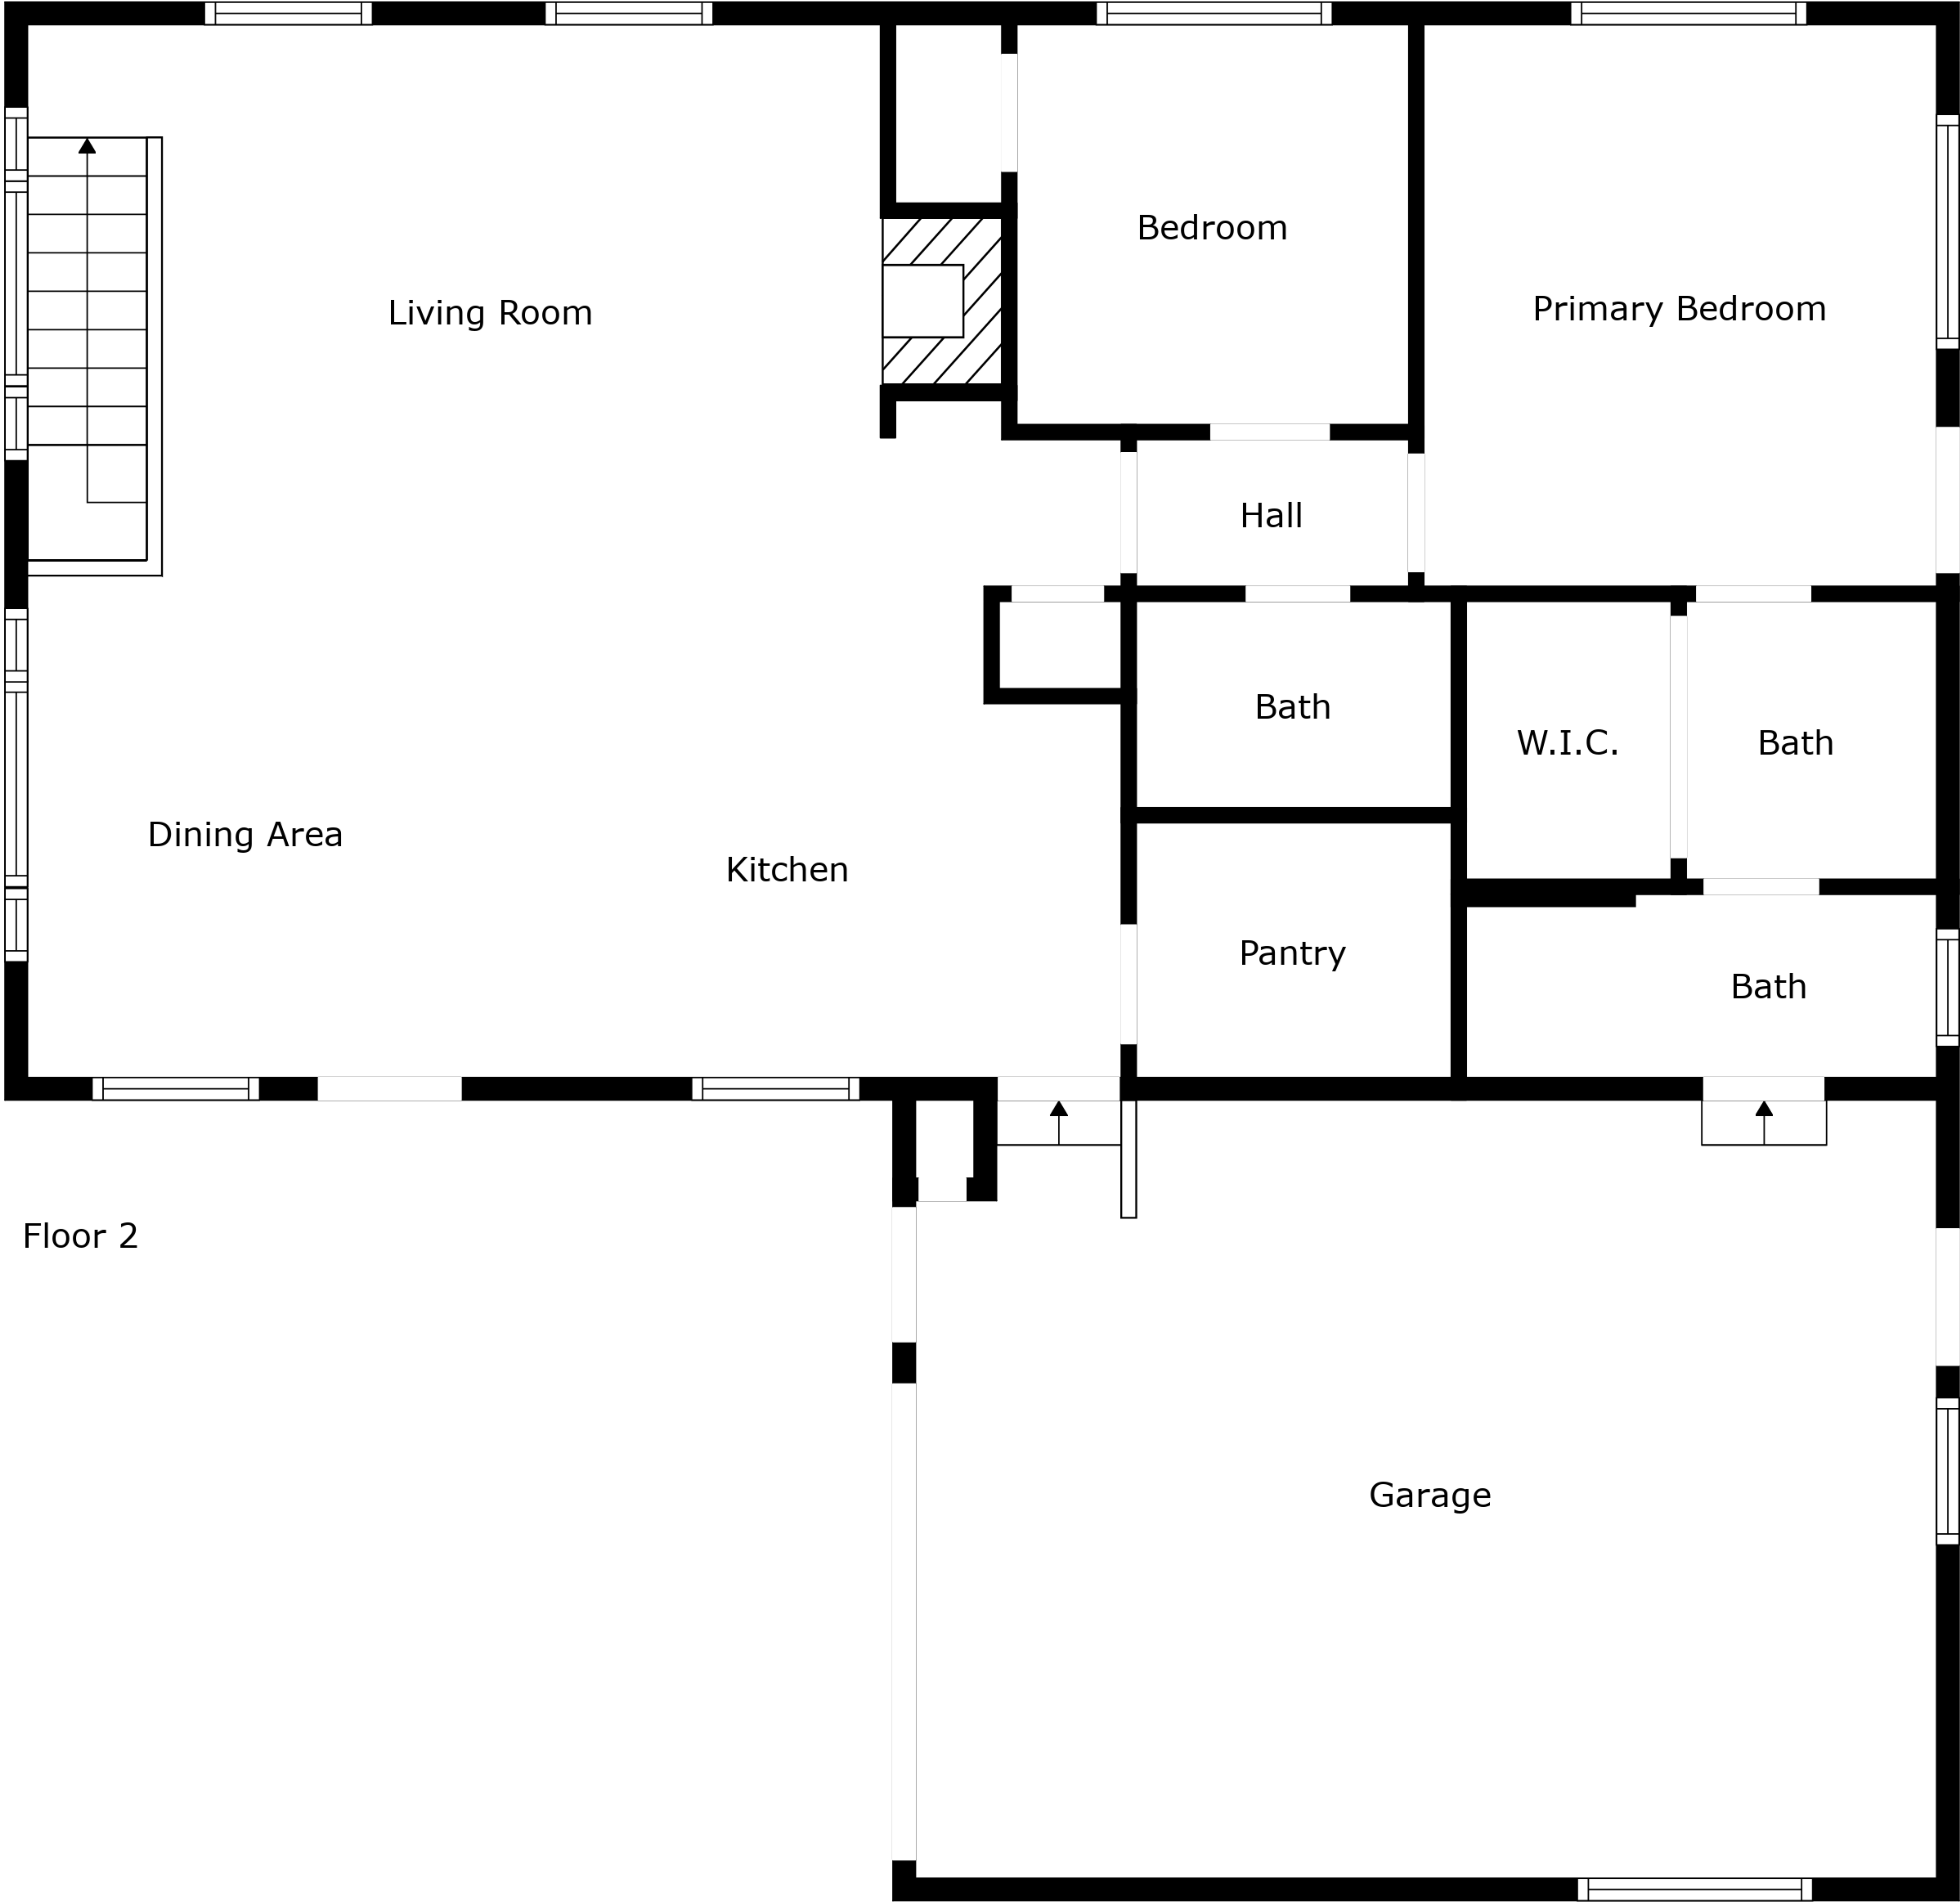 Bedroom
Living Room
Primary Bedroom
Hall
Bath
W.I.C.
Bath
Dining Area
Kitchen
Pantry
Bath
Floor 2
Garage